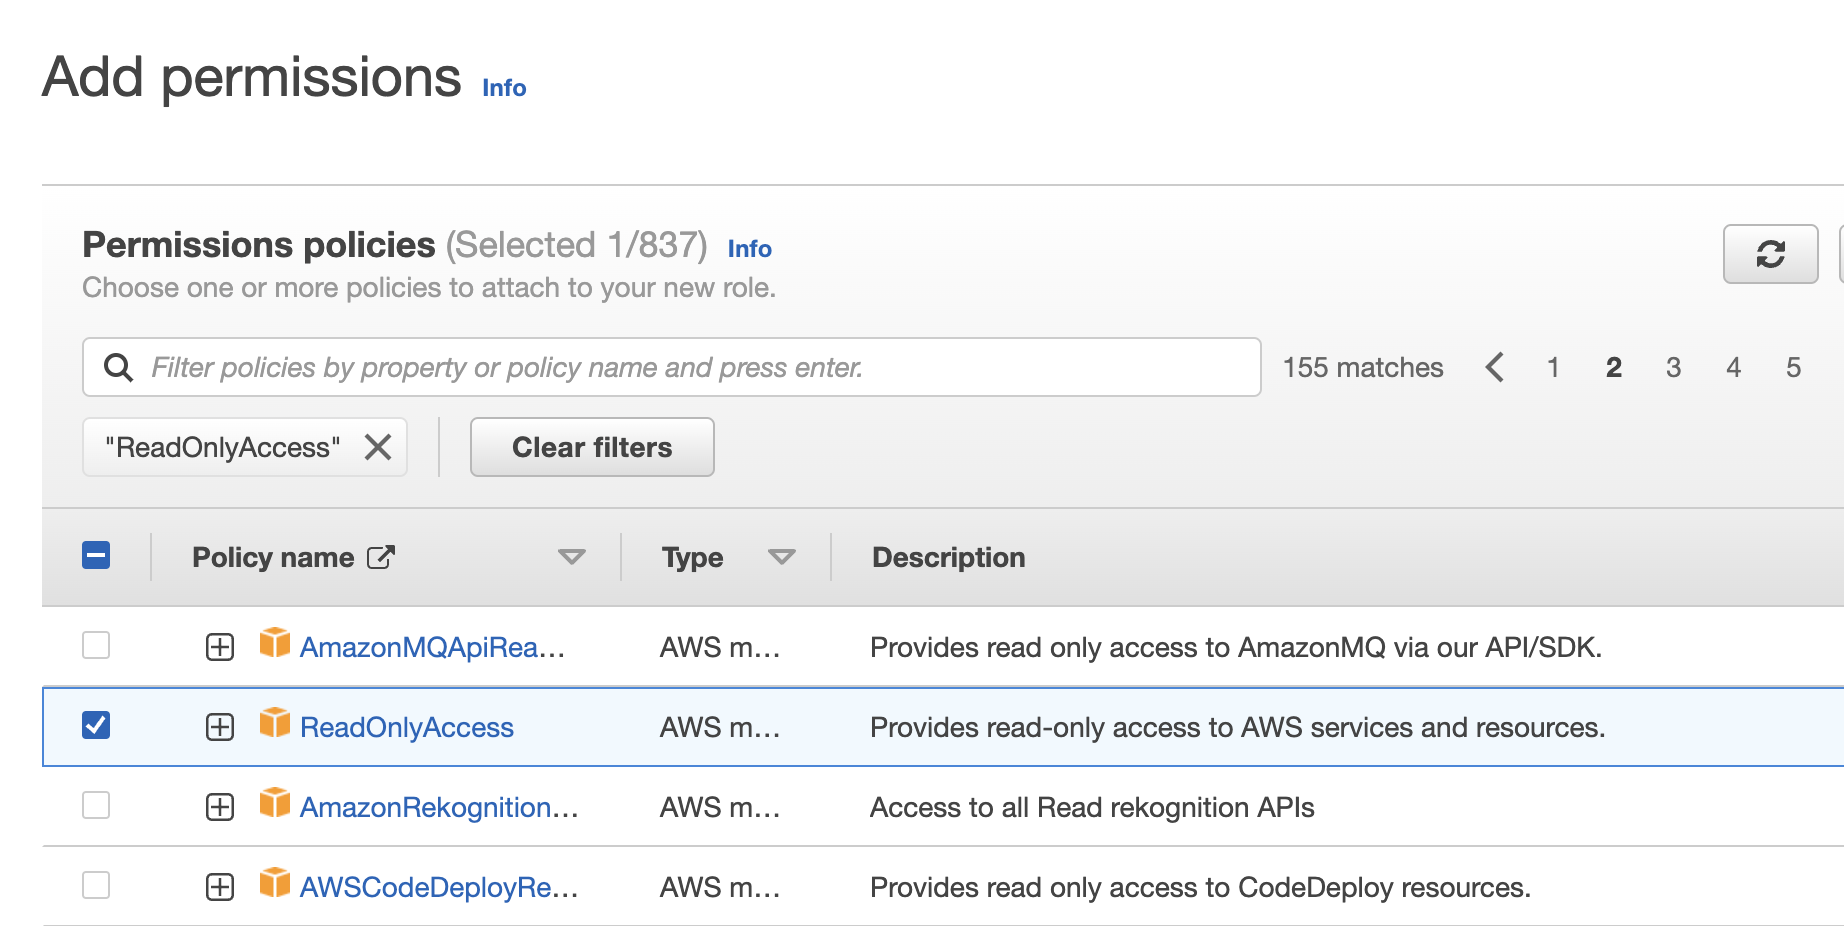 Add permissions Info
Permissions policies (Selected 1/837) Info
Choose one or more policies to attach to your new role.
Filter policies by property or policy name and press enter. 155 matches 1 2 3 4 5
"ReadOnlyAccess" Clear filters
Policy name Type Description
AmazonMQApiRea... AWS m... Provides read only access to AmazonMQ via our API/SDK.
ReadOnlyAccess AWS m... Provides read-only access to AWS services and resources.
AmazonRekognition... AWS m... Access to all Read rekognition APIs
AWSCodeDeployRe... AWS m... Provides read only access to CodeDeploy resources.